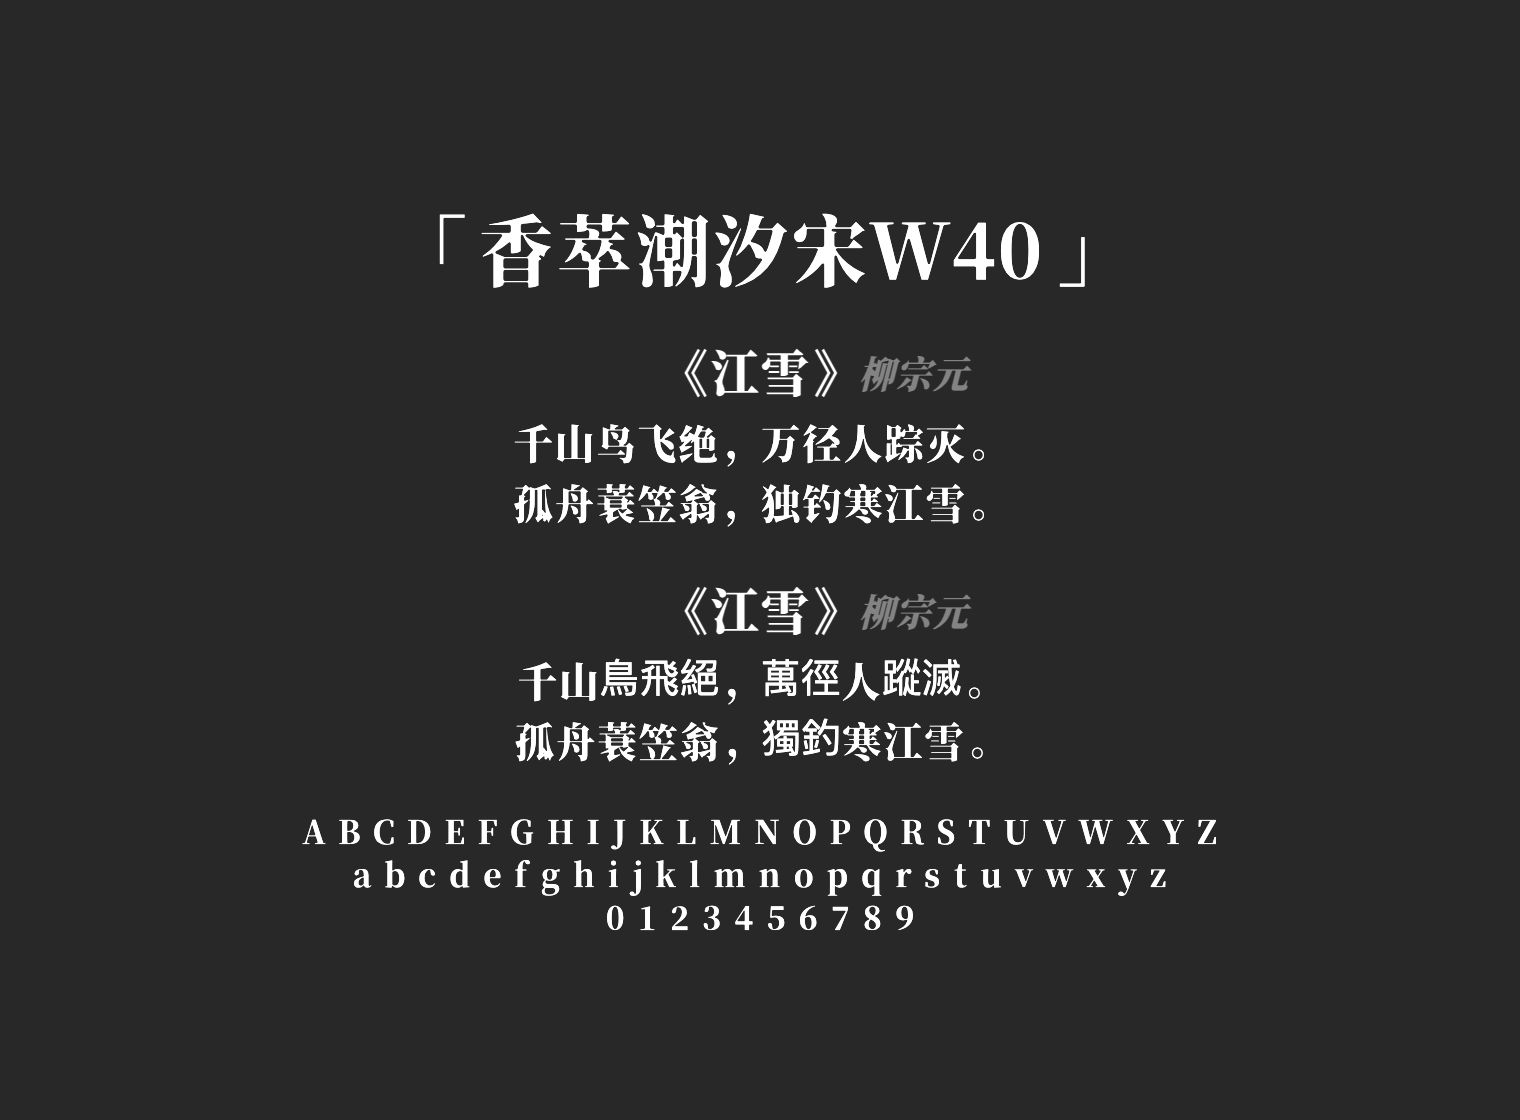 「香萃潮汐宋W40」
《江雪》柳宗元
千山鸟飞绝，万径人踪灭。
孤舟蓑笠翁，独钓寒江雪。
《江雪》柳宗元
千山鳥飛絕，萬徑人蹤滅。
孤舟蓑笠翁，獨釣寒江雪。
A B C D E F G H I J K L M N O P Q R S T U V W X Y Z
a b c d e f g h i j k l m n o p q r s t u v w x y z
0 1 2 3 4 5 6 7 8 9